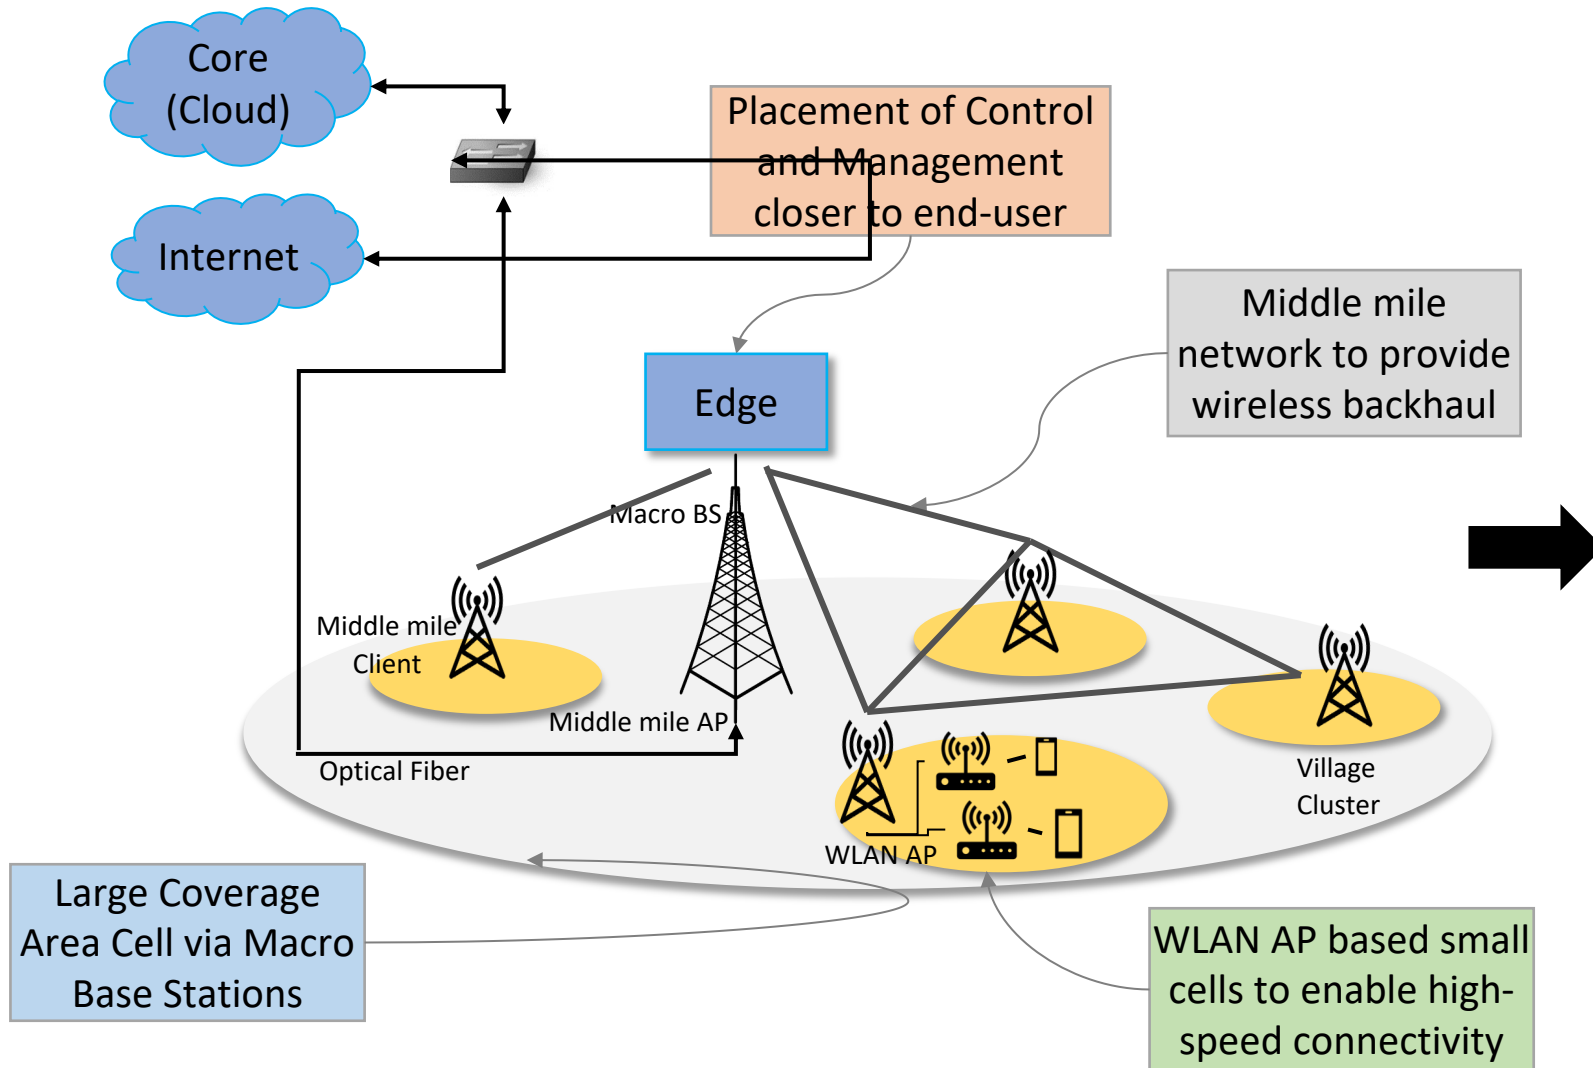 Core
(Cloud)
Placement of Control
and Management
closer to end-user
Internet
Middle mile
network to provide
wireless backhaul
Edge
Macro BS
Middle mile
Client
Middle mile AP
Optical Fiber
Village
Cluster
WLAN AP
Large Coverage
Area Cell via Macro
Base Stations
WLAN AP based small
cells to enable high-
speed connectivity